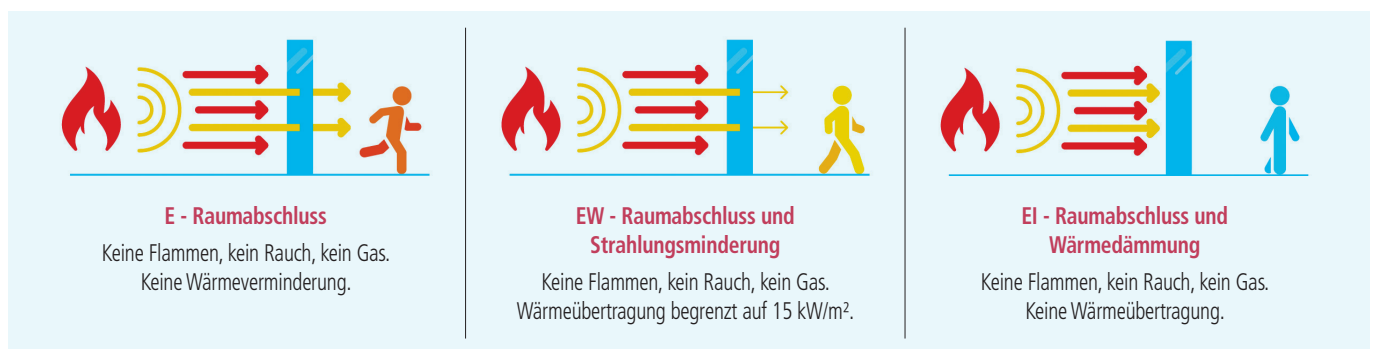 E - Raumabschluss
Keine Flammen, kein Rauch, kein Gas.
Keine Wärmeverminderung.
EW - Raumabschluss und
Strahlungsminderung
Keine Flammen, kein Rauch, kein Gas.
Wärmeübertragung begrenzt auf 15 kW/m².
EI - Raumabschluss und
Wärmedämmung
Keine Flammen, kein Rauch, kein Gas.
Keine Wärmeübertragung.